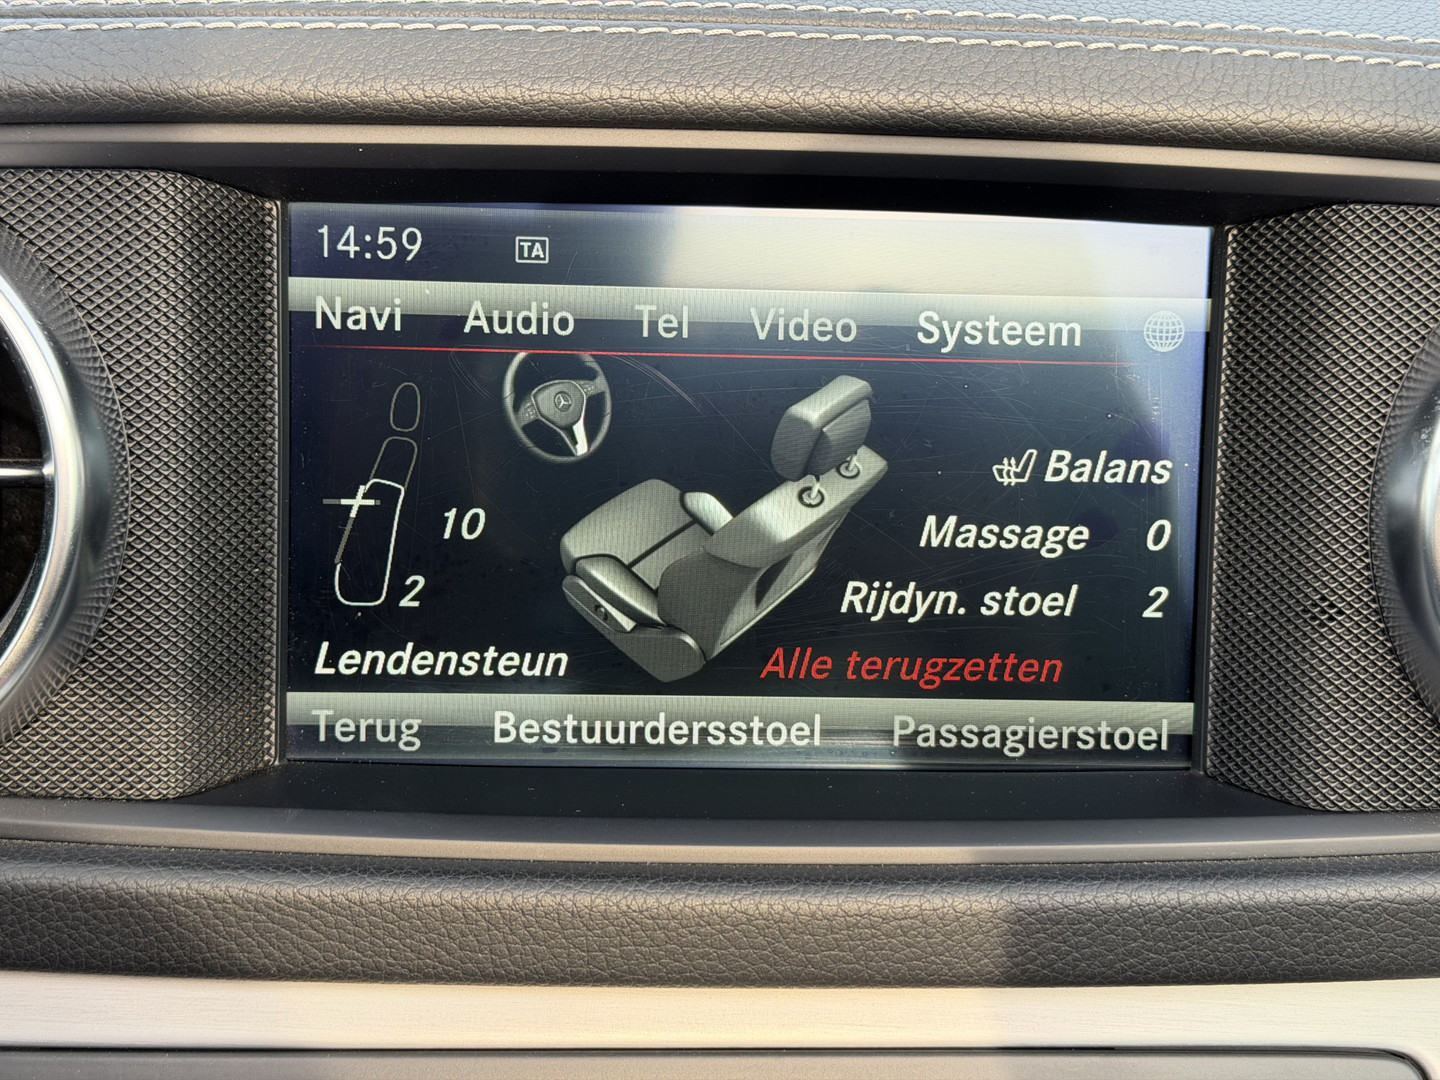 14:59 TA
Navi Audio Tel Video Systeem
Balans
10 Massage 0
2 Rijdyn. stoel 2
Lendensteun Alle terugzetten
Terug Bestuurdersstoel Passagierstoel